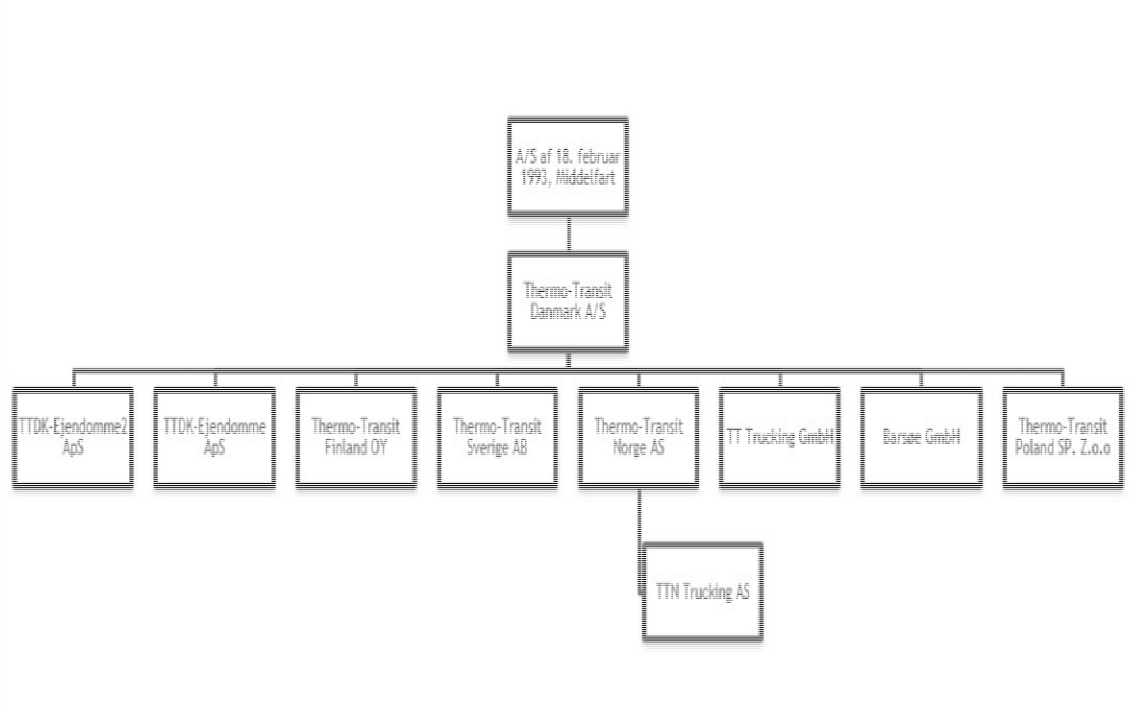 A/S af 18. februar
1993, Middelfart
Thermo-Transit
Danmark A/S
TTDK-Ejendomme2
ApS
TTDK-Ejendomme
ApS
Thermo-Transit
Finland OY
Thermo-Transit
Sverige AB
Thermo-Transit
Norge AS
TT Trucking GmbH
Barsøe GmbH
Thermo-Transit
Poland SP. Z.o.o
TTN Trucking AS